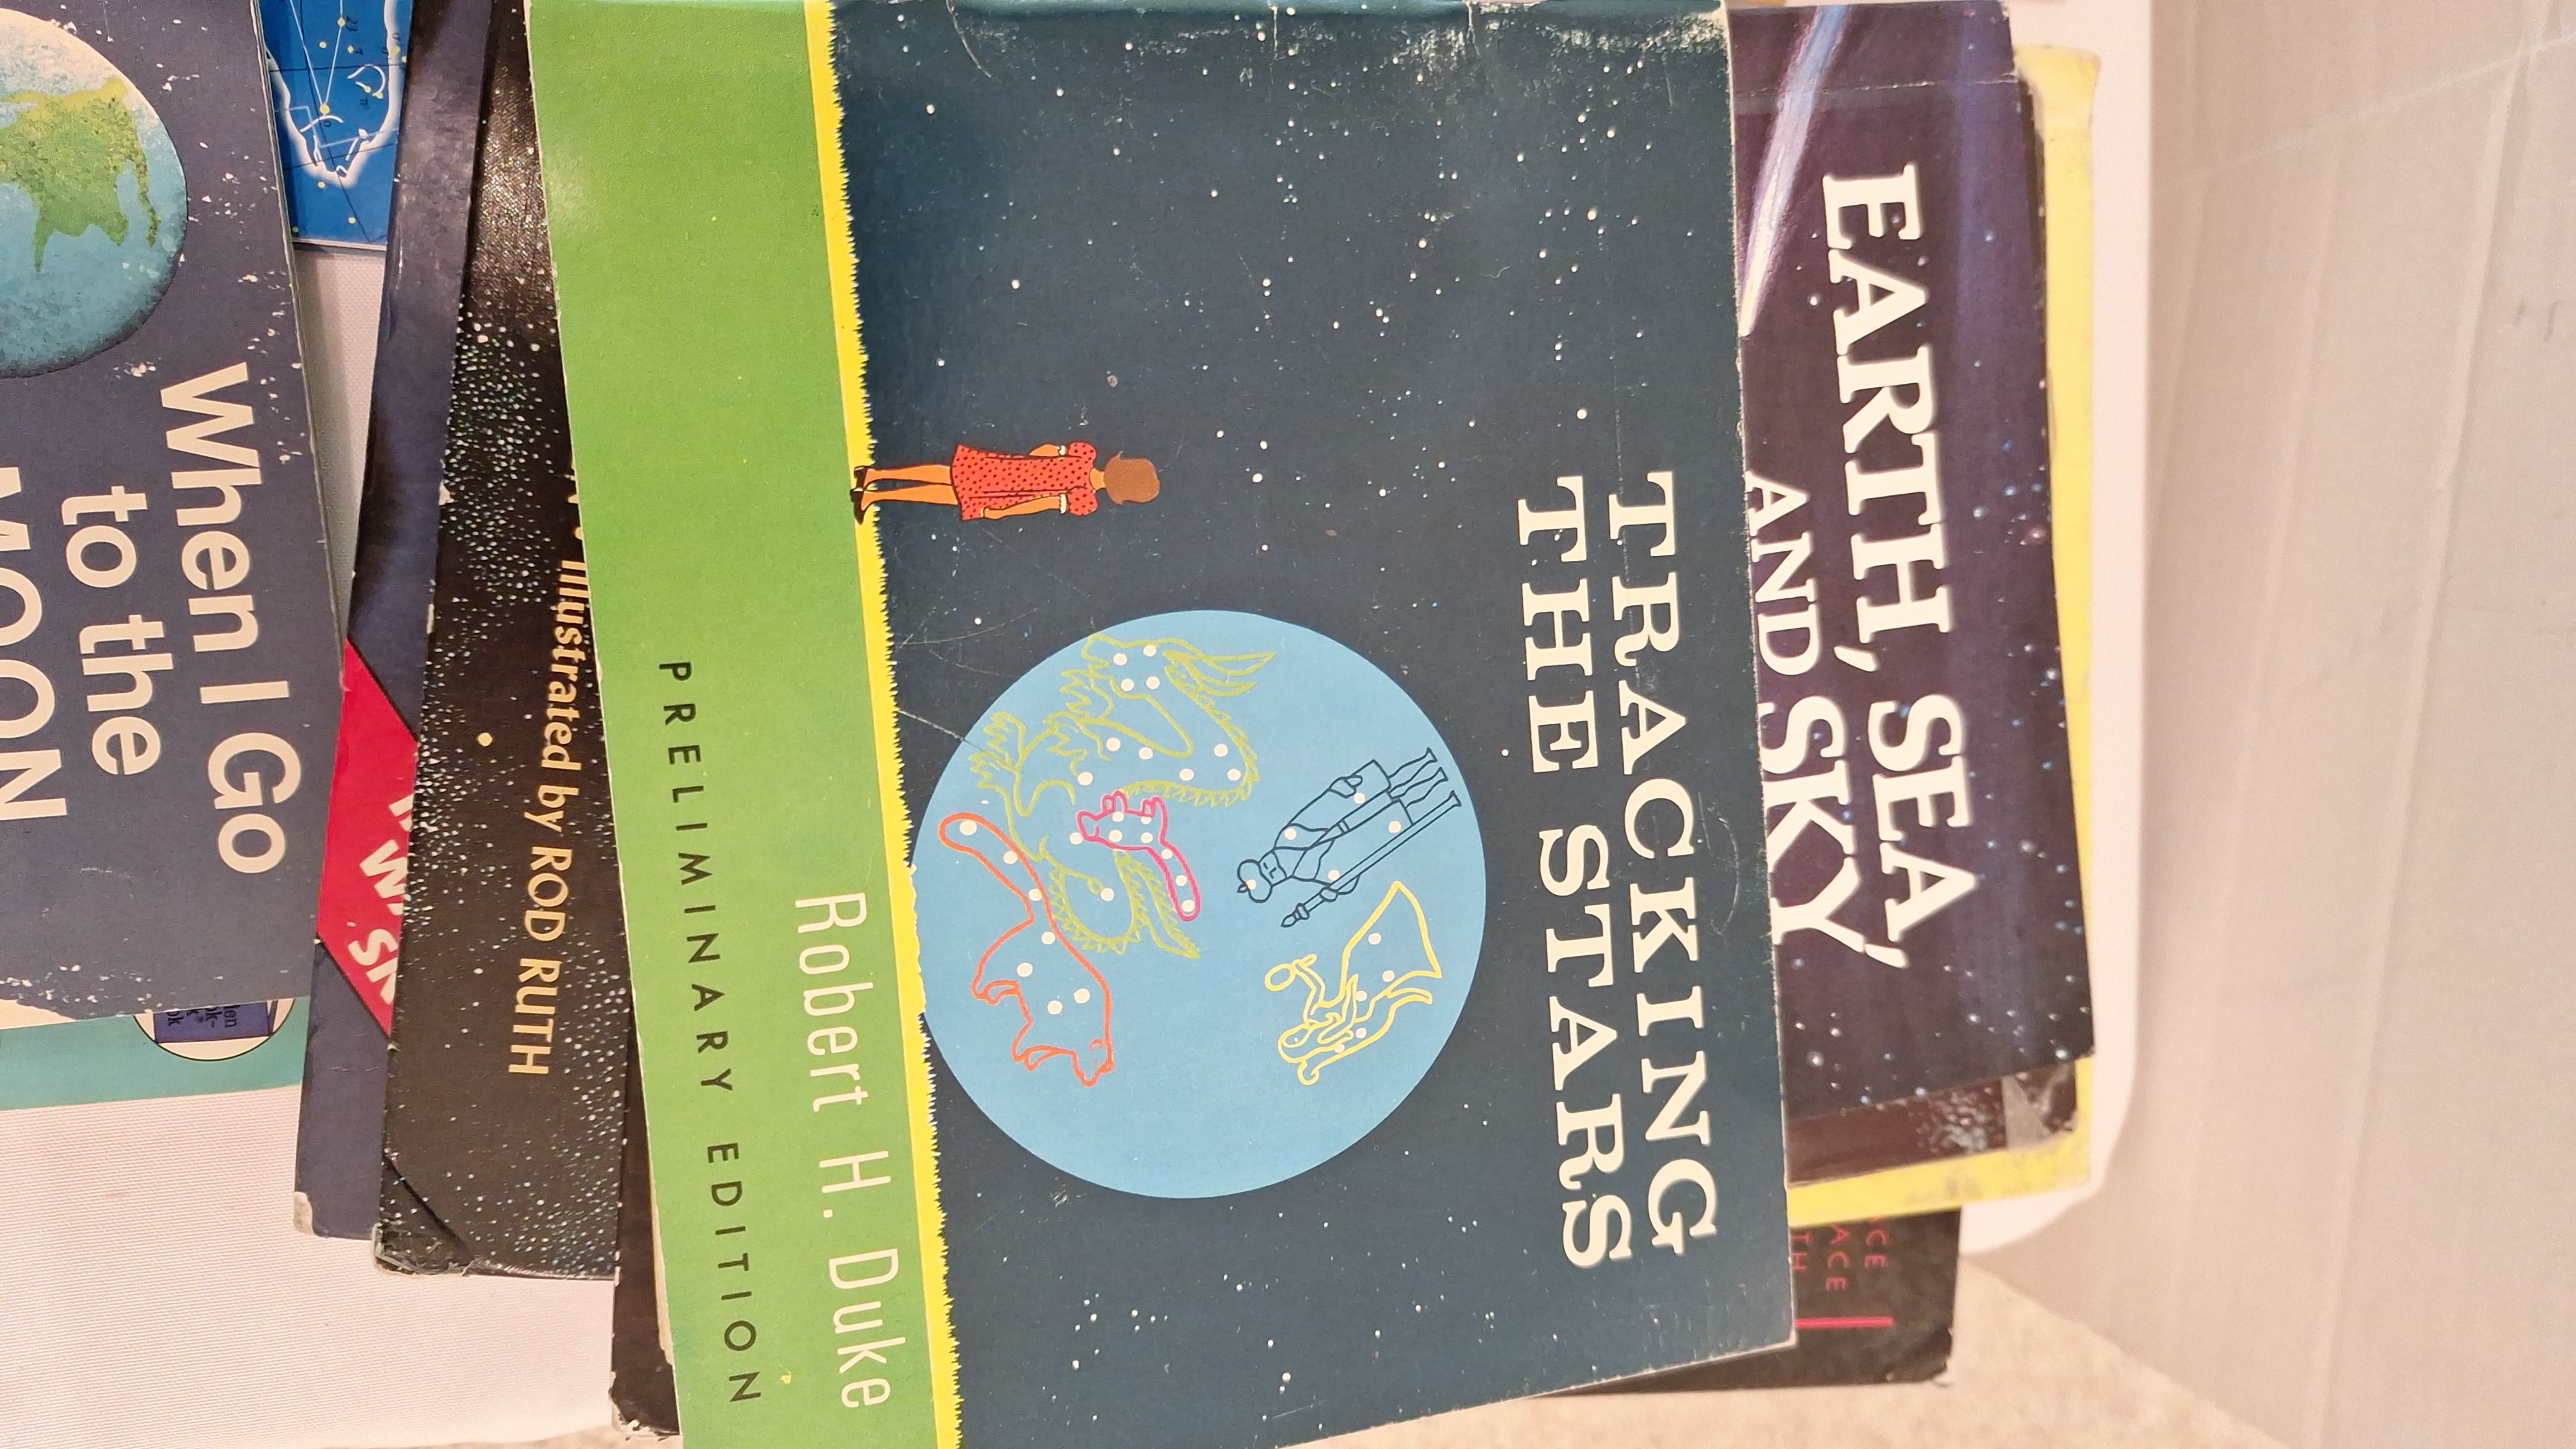 EARTH, SEA,
AND SKY,
TRACKING
THE STARS
Robert H. Duke
PRELIMINARY EDITION
Illustrated by ROD RUTH
When I Go
to the
MOON